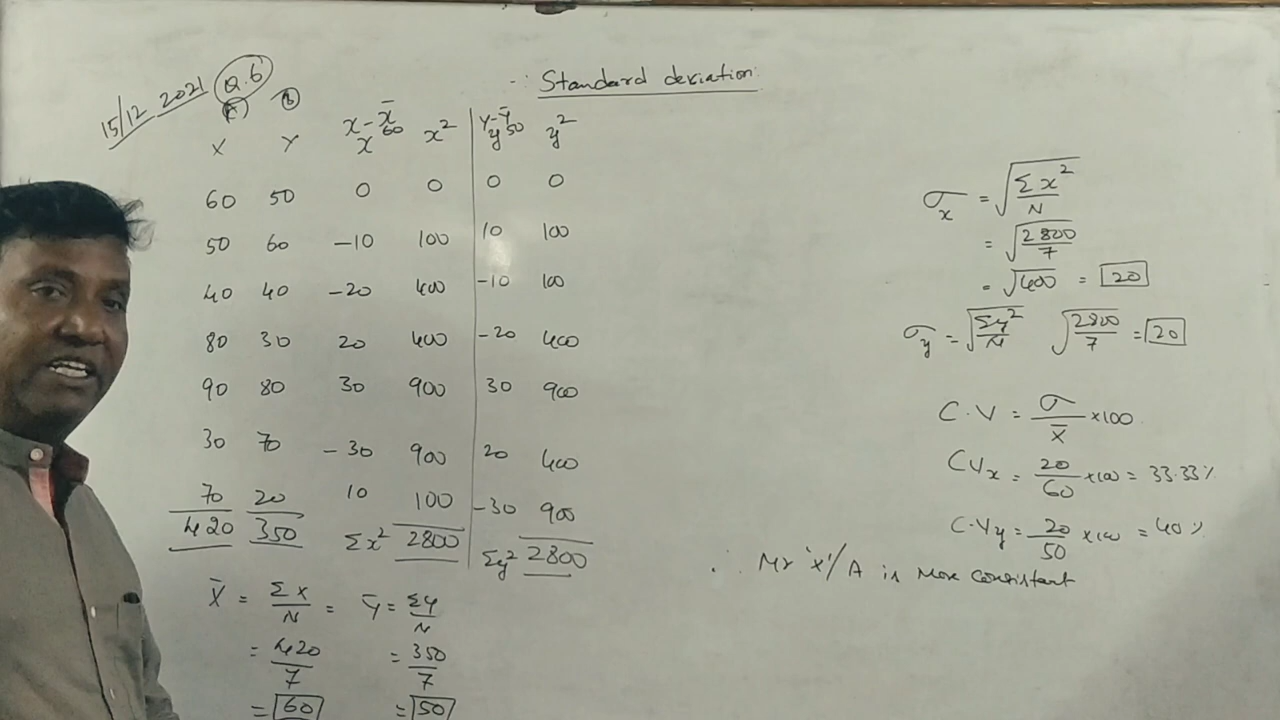 15/12 2021 Q.6
Standard deviation
(A) (b)
X Y x-x̄ 60 x x² Y-ȳ 50 y y²
60 50 0 0 0 0
50 60 -10 100 10 100
40 40 -20 400 -10 100
80 30 20 400 -20 400
90 80 30 900 30 900
30 70 -30 900 20 400
70 20 10 100 -30 900
420 350 Σx² 2800 Σy² 2800
X̄ = Σx/N = Ȳ = Σy/N
= 420/7 = 350/7
= 60 = 50
σx = √Σx²/N
= √2800/7
= √400 = 20
σy = √Σy²/N √2800/7 = 20
C.V = σ/x̄ ×100
CVx = 20/60 ×100 = 33.33%
C.Vy = 20/50 ×100 = 40%
∴ Mr 'x'/A is More consistant